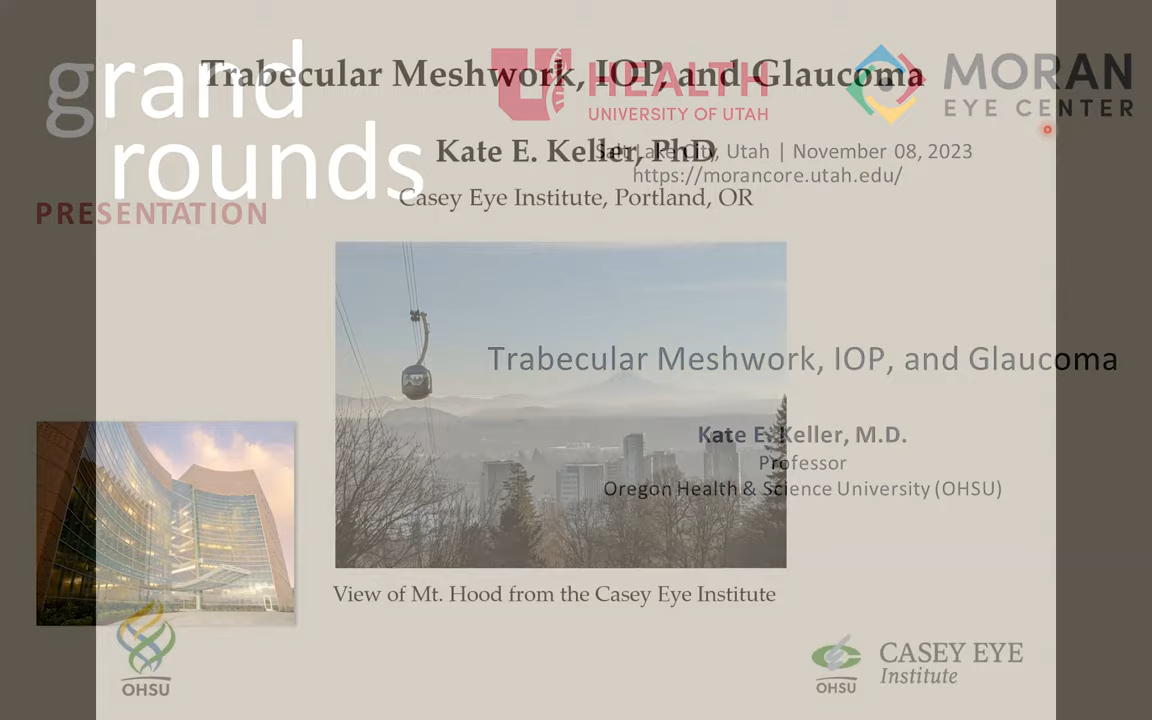 grand
rounds
PRESENTATION
Trabecular Meshwork, IOP, and Glaucoma
Kate E. Keller, PhD
Casey Eye Institute, Portland, OR
U
HEALTH
UNIVERSITY OF UTAH
MORAN
EYE CENTER
Salt Lake City, Utah | November 08, 2023
https://morancore.utah.edu/
Trabecular Meshwork, IOP, and Glaucoma
Kate E. Keller, M.D.
Professor
Oregon Health & Science University (OHSU)
View of Mt. Hood from the Casey Eye Institute
OHSU
OHSU
CASEY EYE
Institute